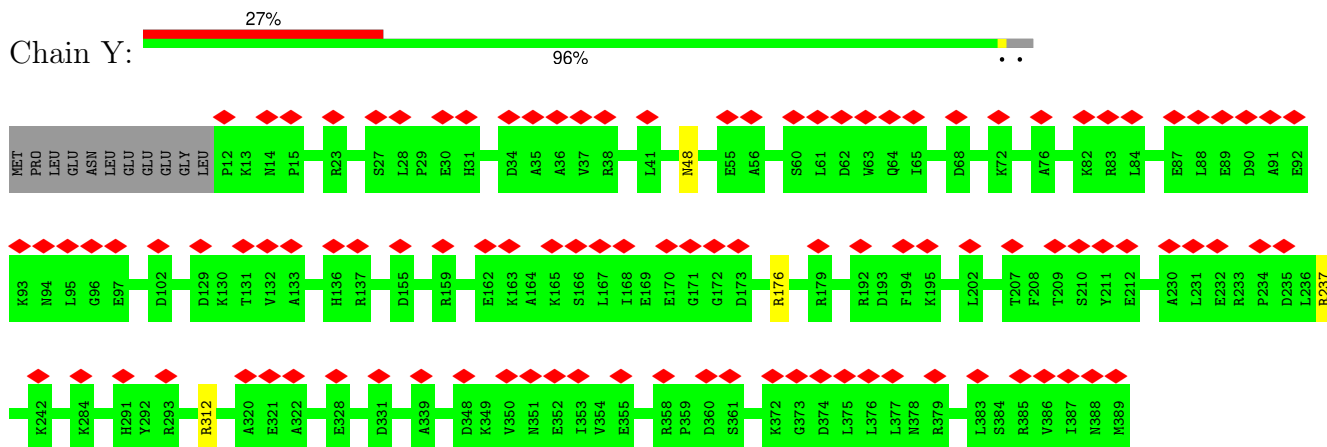 27%
Chain Y:
96%
• •
MET PRO LEU GLU ASN LEU GLU GLU GLU GLY LEU P12 K13 N14 P15 R23 S27 L28 P29 E30 H31 D34 A35 A36 V37 R38 L41 N48 E55 A56 S60 L61 D62 W63 Q64 I65 D68 K72 A76 K82 R83 L84 E87 L88 E89 D90 A91 E92
K93 N94 L95 G96 E97 D102 D129 K130 T131 V132 A133 H136 R137 D155 R159 E162 K163 A164 K165 S166 L167 I168 E169 E170 G171 G172 D173 R176 R179 R192 D193 F194 K195 L202 T207 F208 T209 S210 Y211 E212 A230 L231 E232 R233 P234 D235 L236 R237
K242 K284 H291 Y292 R293 R312 A320 E321 A322 E328 D331 A339 D348 K349 V350 N351 E352 I353 V354 E355 R358 P359 D360 S361 K372 G373 D374 L375 L376 L377 N378 R379 L383 S384 R385 V386 I387 N388 M389